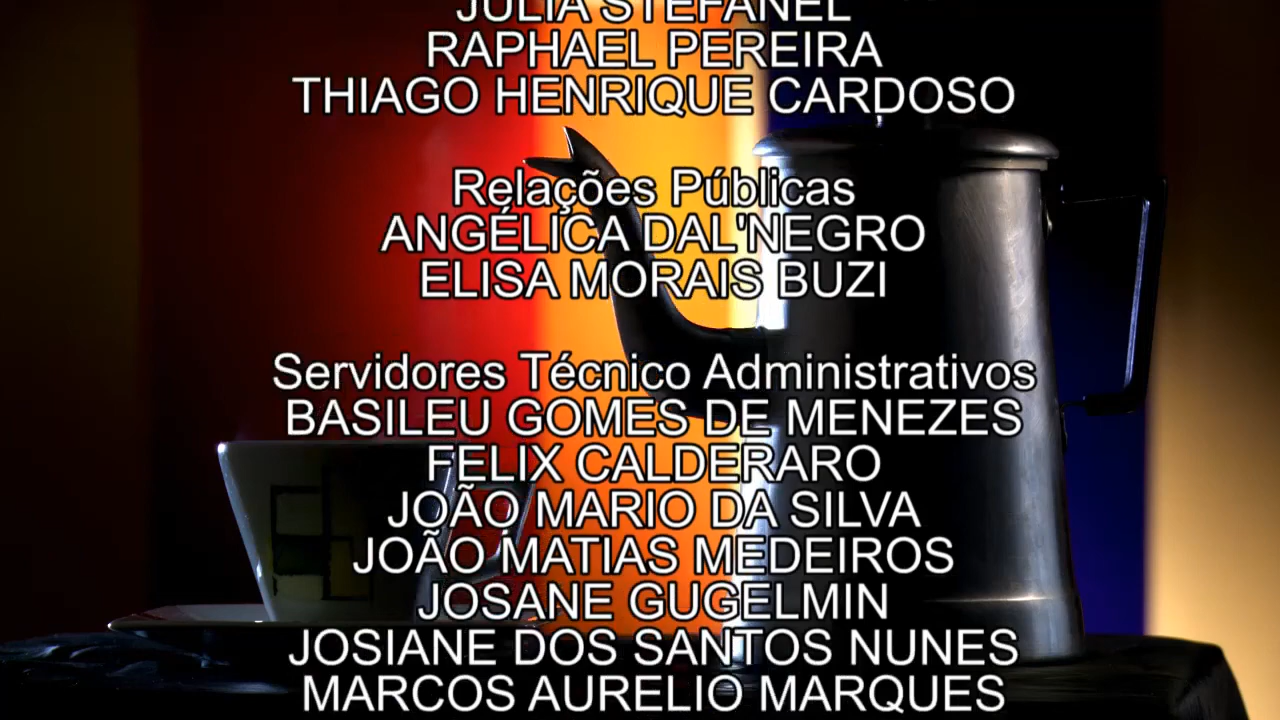 JULIA STEFANEL
RAPHAEL PEREIRA
THIAGO HENRIQUE CARDOSO
Relações Públicas
ANGÉLICA DAL'NEGRO
ELISA MORAIS BUZI
Servidores Técnico Administrativos
BASILEU GOMES DE MENEZES
FELIX CALDERARO
JOÃO MARIO DA SILVA
JOÃO MATIAS MEDEIROS
JOSANE GUGELMIN
JOSIANE DOS SANTOS NUNES
MARCOS AURELIO MARQUES